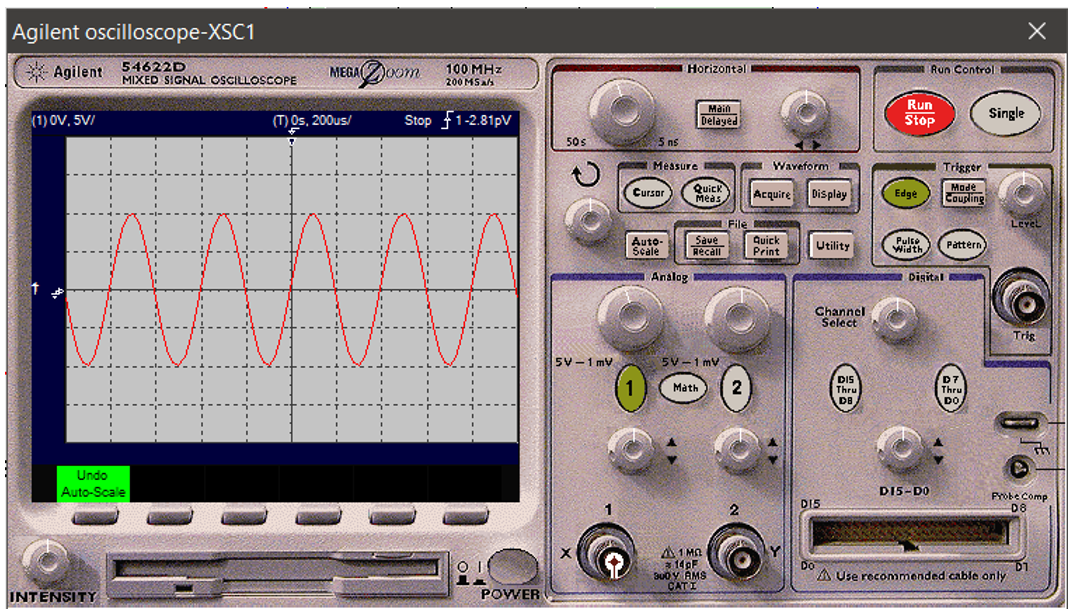 Agilent oscilloscope-XSC1
Agilent
54622D
MIXED SIGNAL OSCILLOSCOPE
MEGA Zoom
100 MHz
200 MSa/s
(1) 0V, 5V/
(T) 0s, 200us/
Stop
1 -2.81pV
1
Undo
Auto-Scale
INTENSITY
POWER
Horizontal
50 s
5 ns
Main
Delayed
Run Control
Run
Stop
Single
Measure
Cursor
Quick
Meas
Waveform
Acquire
Display
Auto-
Scale
File
Save
Recall
Quick
Print
Utility
Trigger
Edge
Mode
Coupling
Level
Pulse
Width
Pattern
Trig
Analog
5 V – 1 mV
5 V – 1 mV
1
Math
2
1
2
X
Y
1 MΩ
≈ 14pF
300 V RMS
CAT I
Digital
Channel
Select
D15
Thru
D8
D7
Thru
D0
D15-D0
Probe Comp
D15
D8
D0
D1
Use recommended cable only